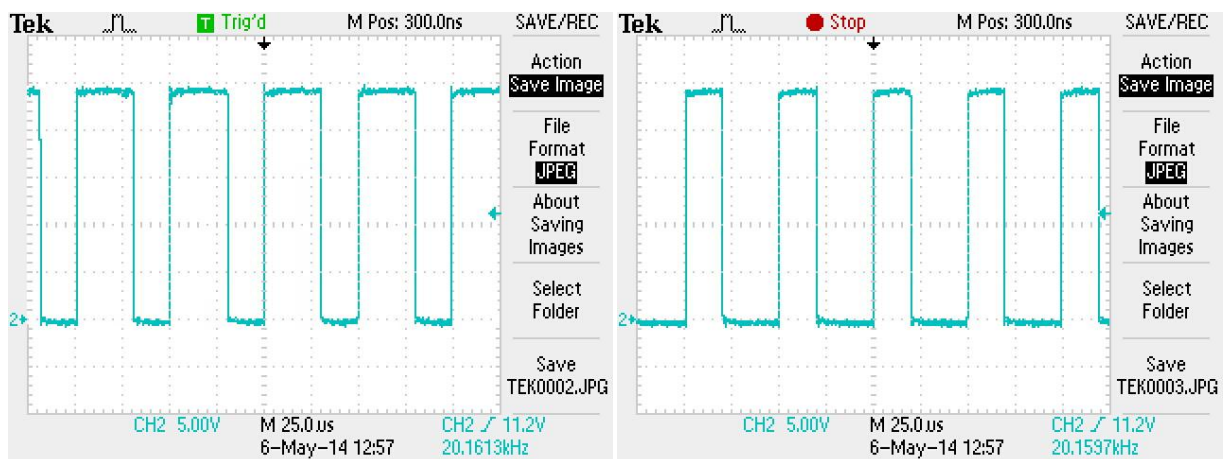 Tek
T Trig'd
M Pos: 300.0ns
SAVE/REC
Action
Save Image
File
Format
JPEG
About
Saving
Images
Select
Folder
Save
TEK0002.JPG
2
CH2 5.00V
M 25.0us
CH2 11.2V
6-May-14 12:57
20.1613kHz
Tek
Stop
M Pos: 300.0ns
SAVE/REC
Action
Save Image
File
Format
JPEG
About
Saving
Images
Select
Folder
Save
TEK0003.JPG
2
CH2 5.00V
M 25.0us
CH2 11.2V
6-May-14 12:57
20.1597kHz